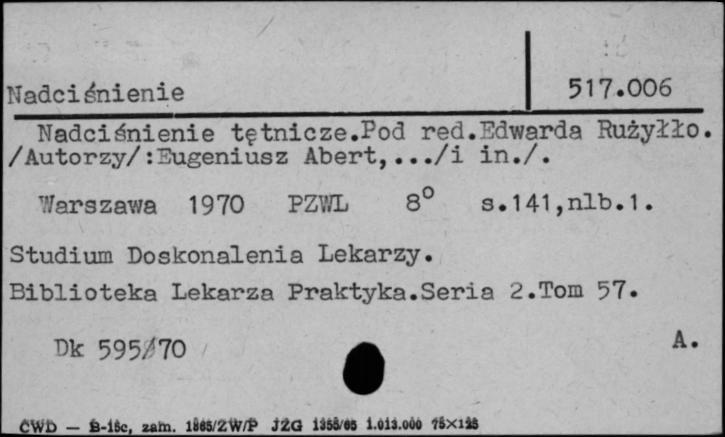 Nadciśnienie 517.006
Nadciśnienie tętnicze.Pod red.Edwarda Rużyłło.
/Autorzy/:Eugeniusz Abert,.../i in./.
Warszawa 1970 PZWL 8° s.141,nlb.1.
Studium Doskonalenia Lekarzy.
Biblioteka Lekarza Praktyka.Seria 2.Tom 57.
Dk 595/70 A.
CWD — B-18c, zam. 1865/ZW/P JZG 1355/65 1.013.000 75×125